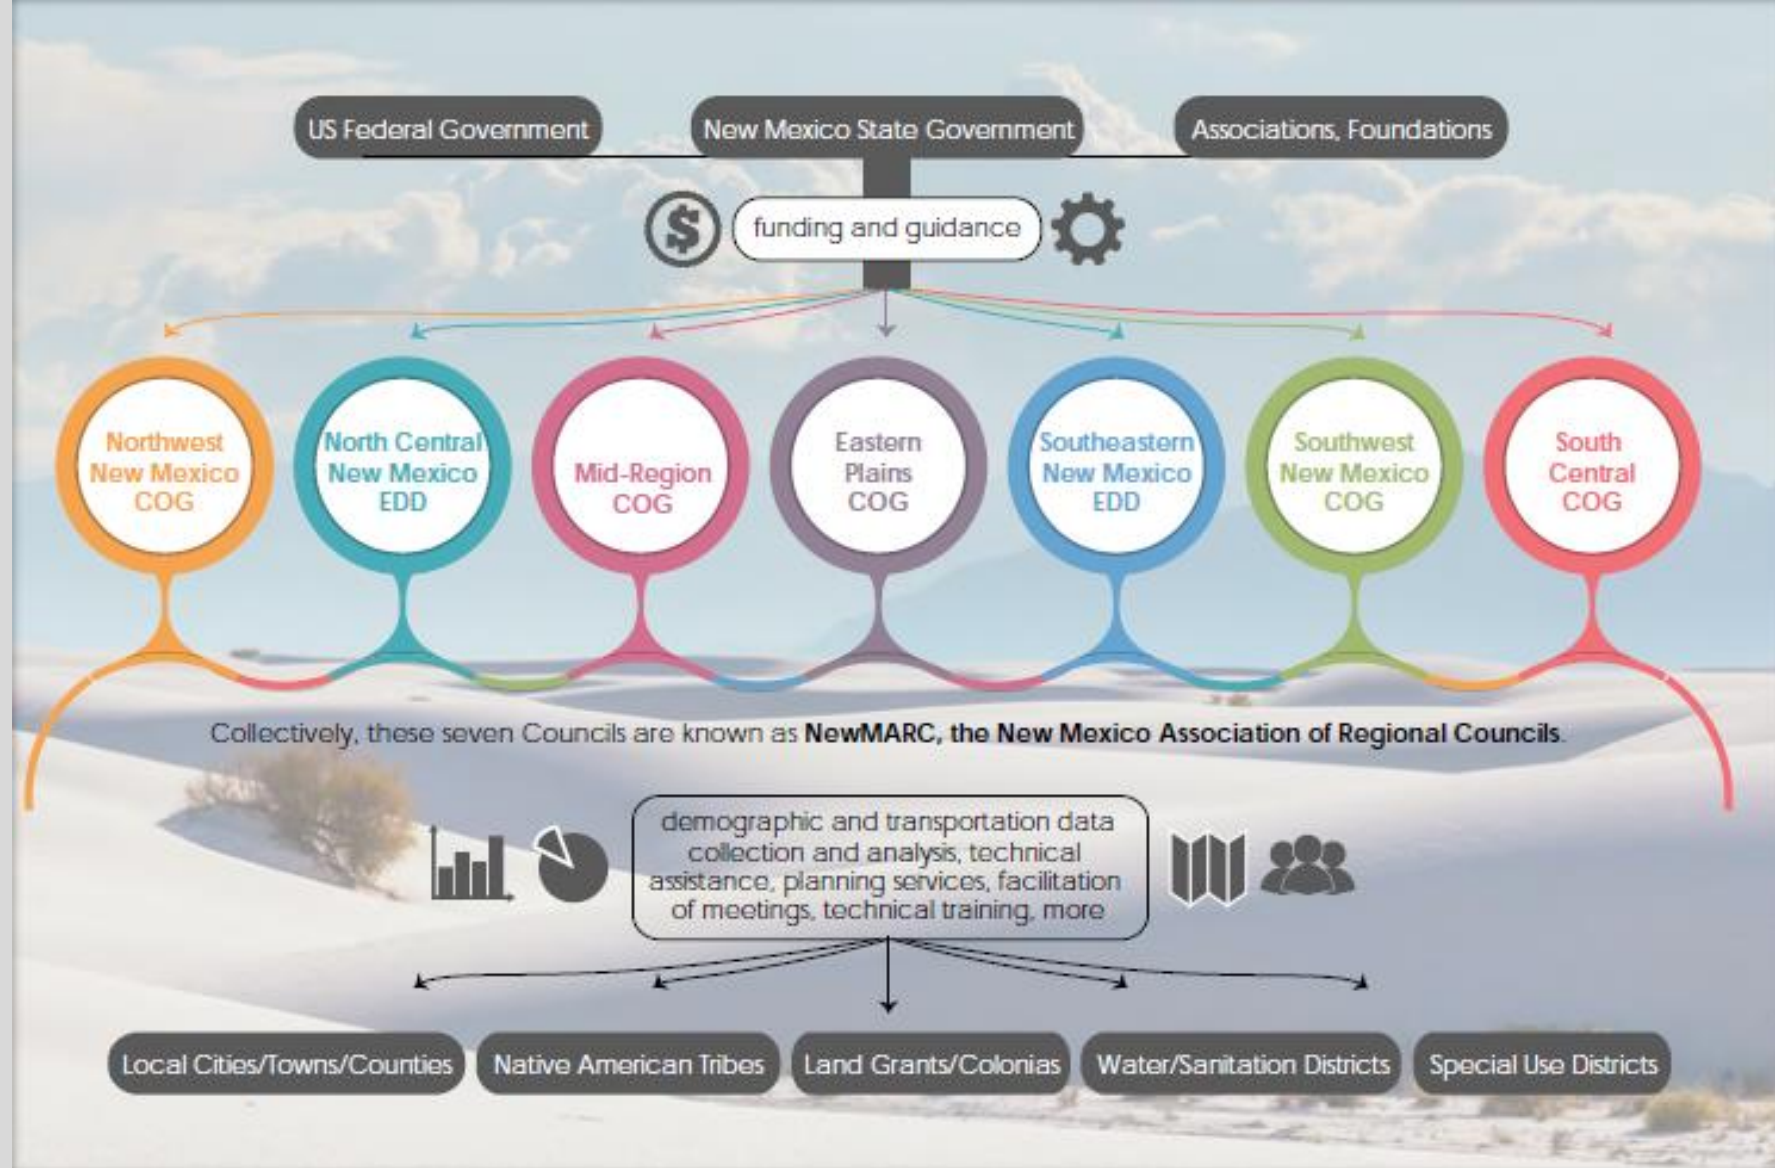 US Federal Government
New Mexico State Government
Associations, Foundations
$
funding and guidance
Northwest
New Mexico
COG
North Central
New Mexico
EDD
Mid-Region
COG
Eastern
Plains
COG
Southeastern
New Mexico
EDD
Southwest
New Mexico
COG
South
Central
COG
Collectively, these seven Councils are known as NewMARC, the New Mexico Association of Regional Councils.
demographic and transportation data
collection and analysis, technical
assistance, planning services, facilitation
of meetings, technical training, more
Local Cities/Towns/Counties
Native American Tribes
Land Grants/Colonias
Water/Sanitation Districts
Special Use Districts